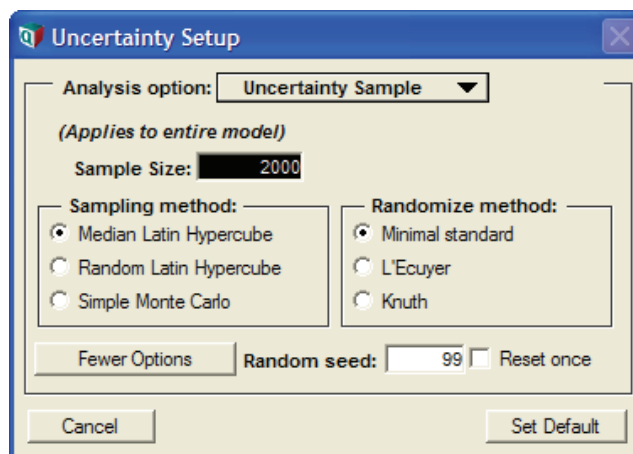 Uncertainty Setup
Analysis option: Uncertainty Sample
(Applies to entire model)
Sample Size: 2000
Sampling method:
Median Latin Hypercube
Random Latin Hypercube
Simple Monte Carlo
Randomize method:
Minimal standard
L'Ecuyer
Knuth
Fewer Options Random seed: 99 Reset once
Cancel Set Default